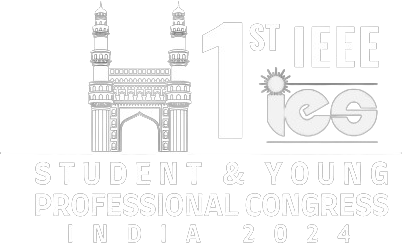 1ST IEEE
ies
STUDENT & YOUNG
PROFESSIONAL CONGRESS
INDIA 2024